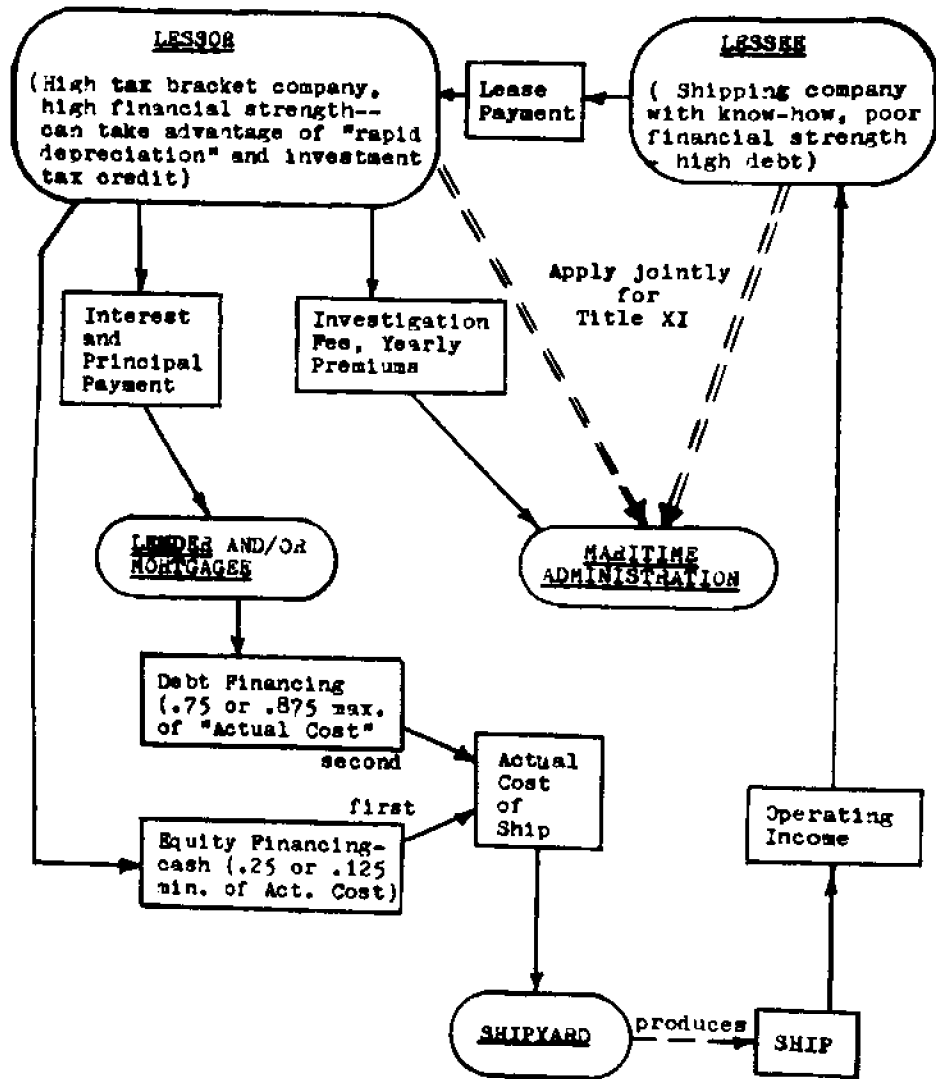 LESSOR
(High tax bracket company,
high financial strength--
can take advantage of "rapid
depreciation" and investment
tax credit)
Lease
Payment
LESSEE
( Shipping company
with know-how, poor
financial strength
- high debt)
Interest
and
Principal
Payment
Investigation
Fee, Yearly
Premiums
Apply jointly
for
Title XI
LENDER AND/OR
MORTGAGEE
MARITIME
ADMINISTRATION
Debt Financing
(.75 or .875 max.
of "Actual Cost"
second
first
Actual
Cost
of
Ship
Equity Financing-
cash (.25 or .125
min. of Act. Cost)
Operating
Income
SHIPYARD
produces
SHIP